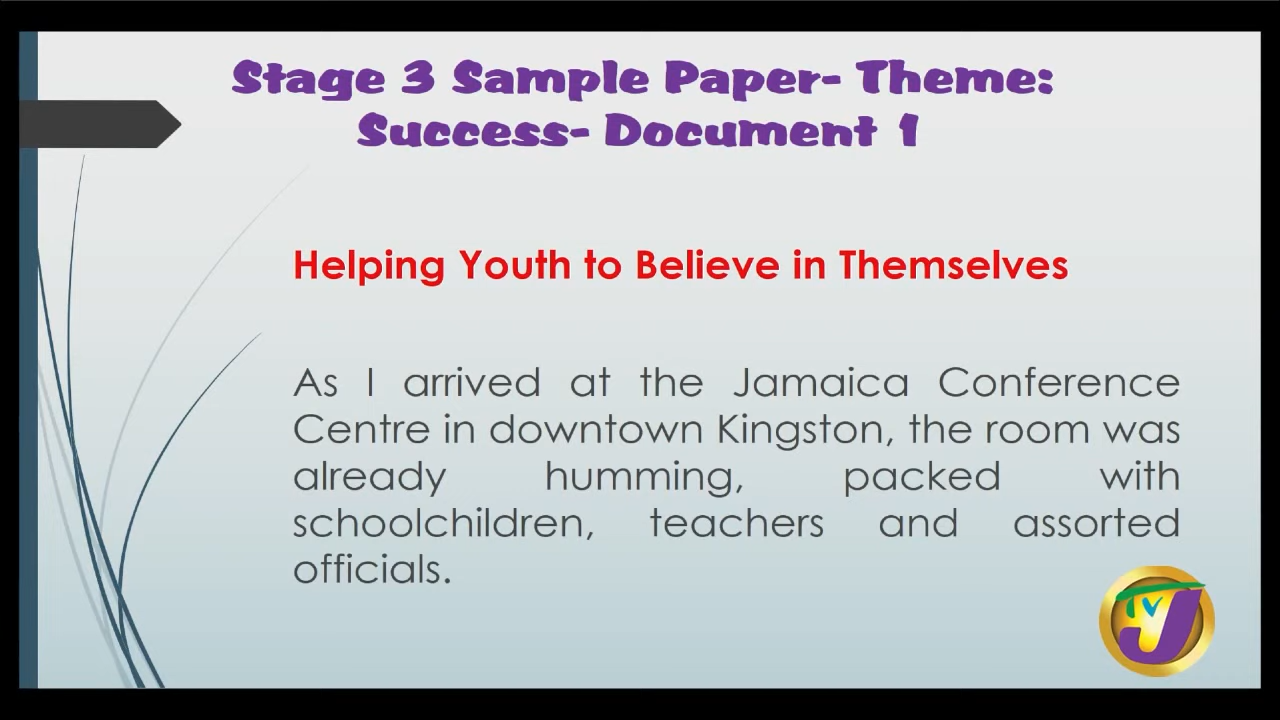 Stage 3 Sample Paper- Theme:
Success- Document 1
Helping Youth to Believe in Themselves
As I arrived at the Jamaica Conference
Centre in downtown Kingston, the room was
already humming, packed with
schoolchildren, teachers and assorted
officials.
TVJ